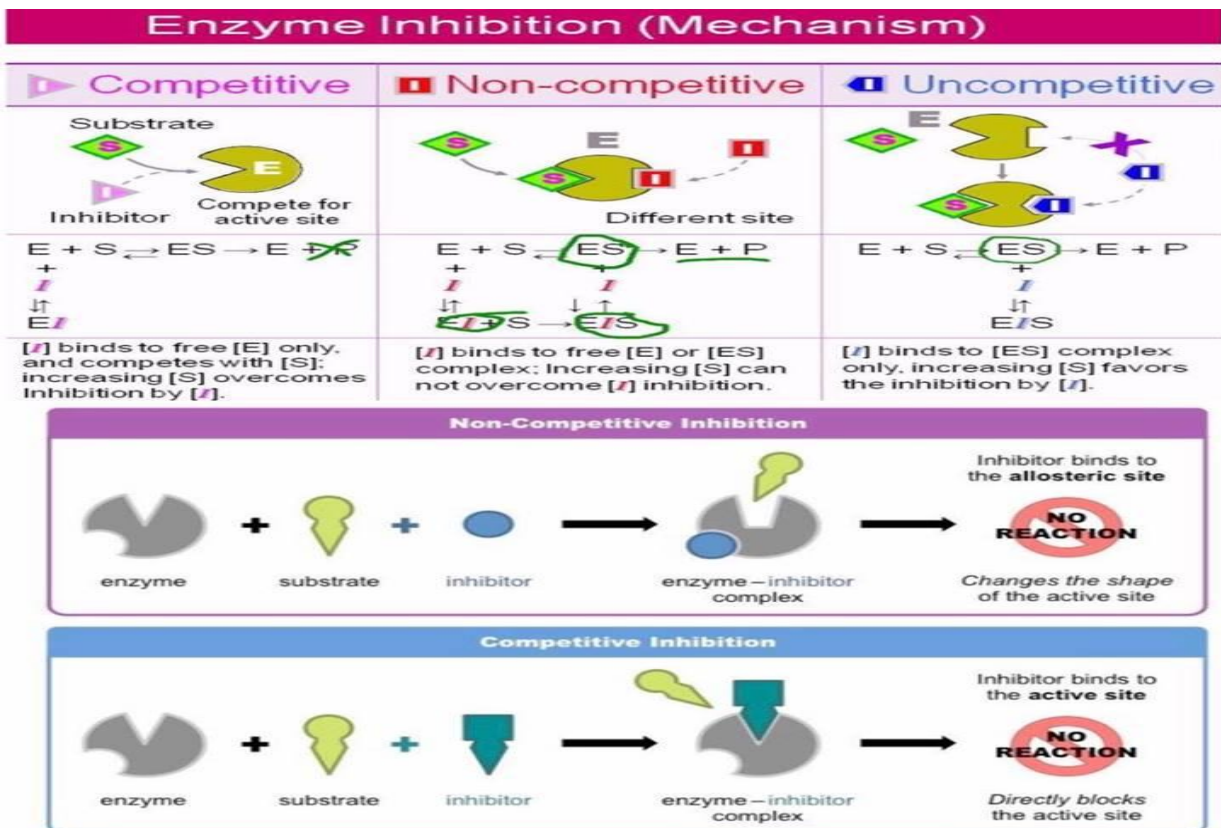 Enzyme Inhibition (Mechanism)
I Competitive
I Non-competitive
I Uncompetitive
Substrate
S
E
Inhibitor
Compete for
active site
S
E
I
S
I
Different site
S
E
I
S
I
E + S ⇌ ES → E + P
+
I
↓↑
EI
E + S ⇌ ES → E + P
+ +
I I
↓↑ ↓ ↑
EI + S → EIS
E + S ⇌ ES → E + P
+
I
↓↑
EIS
[I] binds to free [E] only,
and competes with [S];
increasing [S] overcomes
Inhibition by [I].
[I] binds to free [E] or [ES]
complex; Increasing [S] can
not overcome [I] inhibition.
[I] binds to [ES] complex
only, increasing [S] favors
the inhibition by [I].
Non-Competitive Inhibition
enzyme
+
substrate
+
inhibitor
enzyme – inhibitor
complex
Inhibitor binds to
the allosteric site
NO
REACTION
Changes the shape
of the active site
Competitive Inhibition
enzyme
+
substrate
+
inhibitor
enzyme – inhibitor
complex
Inhibitor binds to
the active site
NO
REACTION
Directly blocks
the active site